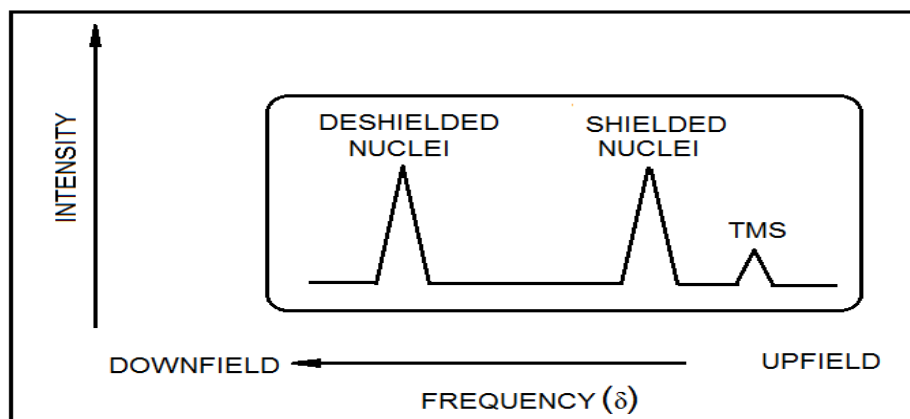 INTENSITY
DESHIELDED
NUCLEI
SHIELDED
NUCLEI
TMS
DOWNFIELD
UPFIELD
FREQUENCY (δ)